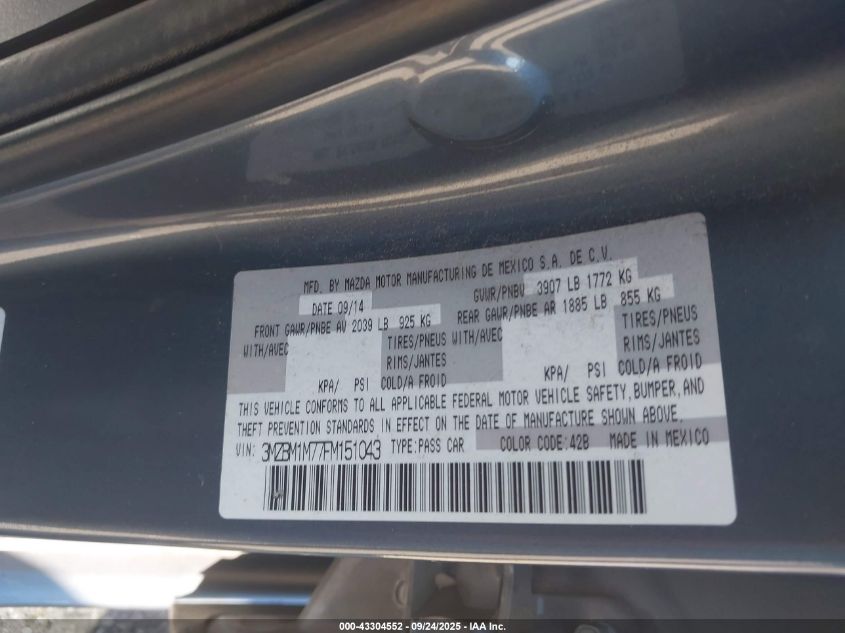 MFD. BY MAZDA MOTOR MANUFACTURING DE MEXICO S.A. DE C.V.
DATE 09/14 GVWR/PNBV 3907 LB 1772 KG
FRONT GAWR/PNBE AV 2039 LB 925 KG REAR GAWR/PNBE AR 1885 LB 855 KG
WITH/AVEC TIRES/PNEUS WITH/AVEC TIRES/PNEUS
RIMS/JANTES RIMS/JANTES
KPA/ PSI COLD/A FROID KPA/ PSI COLD/A FROID
THIS VEHICLE CONFORMS TO ALL APPLICABLE FEDERAL MOTOR VEHICLE SAFETY, BUMPER, AND
THEFT PREVENTION STANDARDS IN EFFECT ON THE DATE OF MANUFACTURE SHOWN ABOVE.
VIN: 3MZBM1M77FM151043 TYPE:PASS CAR COLOR CODE:42B MADE IN MEXICO
000-43304552 - 09/24/2025 - IAA Inc.